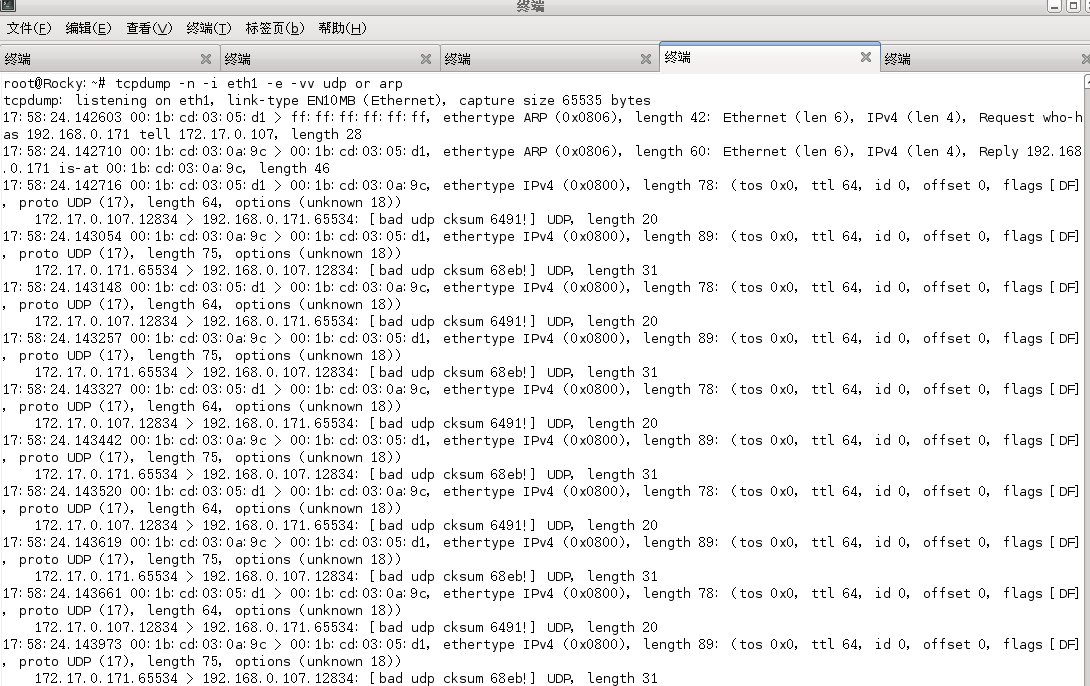 终端
文件(F) 编辑(E) 查看(V) 终端(T) 标签页(b) 帮助(H)
终端 终端 终端 终端 终端
root@Rocky:~# tcpdump -n -i eth1 -e -vv udp or arp
tcpdump: listening on eth1, link-type EN10MB (Ethernet), capture size 65535 bytes
17:58:24.142603 00:1b:cd:03:05:d1 > ff:ff:ff:ff:ff:ff, ethertype ARP (0x0806), length 42: Ethernet (len 6), IPv4 (len 4), Request who-h
as 192.168.0.171 tell 172.17.0.107, length 28
17:58:24.142710 00:1b:cd:03:0a:9c > 00:1b:cd:03:05:d1, ethertype ARP (0x0806), length 60: Ethernet (len 6), IPv4 (len 4), Reply 192.168
.0.171 is-at 00:1b:cd:03:0a:9c, length 46
17:58:24.142716 00:1b:cd:03:05:d1 > 00:1b:cd:03:0a:9c, ethertype IPv4 (0x0800), length 78: (tos 0x0, ttl 64, id 0, offset 0, flags [DF]
, proto UDP (17), length 64, options (unknown 18))
172.17.0.107.12834 > 192.168.0.171.65534: [bad udp cksum 6491!] UDP, length 20
17:58:24.143054 00:1b:cd:03:0a:9c > 00:1b:cd:03:05:d1, ethertype IPv4 (0x0800), length 89: (tos 0x0, ttl 64, id 0, offset 0, flags [DF]
, proto UDP (17), length 75, options (unknown 18))
172.17.0.171.65534 > 192.168.0.107.12834: [bad udp cksum 68eb!] UDP, length 31
17:58:24.143148 00:1b:cd:03:05:d1 > 00:1b:cd:03:0a:9c, ethertype IPv4 (0x0800), length 78: (tos 0x0, ttl 64, id 0, offset 0, flags [DF]
, proto UDP (17), length 64, options (unknown 18))
172.17.0.107.12834 > 192.168.0.171.65534: [bad udp cksum 6491!] UDP, length 20
17:58:24.143257 00:1b:cd:03:0a:9c > 00:1b:cd:03:05:d1, ethertype IPv4 (0x0800), length 89: (tos 0x0, ttl 64, id 0, offset 0, flags [DF]
, proto UDP (17), length 75, options (unknown 18))
172.17.0.171.65534 > 192.168.0.107.12834: [bad udp cksum 68eb!] UDP, length 31
17:58:24.143327 00:1b:cd:03:05:d1 > 00:1b:cd:03:0a:9c, ethertype IPv4 (0x0800), length 78: (tos 0x0, ttl 64, id 0, offset 0, flags [DF]
, proto UDP (17), length 64, options (unknown 18))
172.17.0.107.12834 > 192.168.0.171.65534: [bad udp cksum 6491!] UDP, length 20
17:58:24.143442 00:1b:cd:03:0a:9c > 00:1b:cd:03:05:d1, ethertype IPv4 (0x0800), length 89: (tos 0x0, ttl 64, id 0, offset 0, flags [DF]
, proto UDP (17), length 75, options (unknown 18))
172.17.0.171.65534 > 192.168.0.107.12834: [bad udp cksum 68eb!] UDP, length 31
17:58:24.143520 00:1b:cd:03:05:d1 > 00:1b:cd:03:0a:9c, ethertype IPv4 (0x0800), length 78: (tos 0x0, ttl 64, id 0, offset 0, flags [DF]
, proto UDP (17), length 64, options (unknown 18))
172.17.0.107.12834 > 192.168.0.171.65534: [bad udp cksum 6491!] UDP, length 20
17:58:24.143619 00:1b:cd:03:0a:9c > 00:1b:cd:03:05:d1, ethertype IPv4 (0x0800), length 89: (tos 0x0, ttl 64, id 0, offset 0, flags [DF]
, proto UDP (17), length 75, options (unknown 18))
172.17.0.171.65534 > 192.168.0.107.12834: [bad udp cksum 68eb!] UDP, length 31
17:58:24.143661 00:1b:cd:03:05:d1 > 00:1b:cd:03:0a:9c, ethertype IPv4 (0x0800), length 78: (tos 0x0, ttl 64, id 0, offset 0, flags [DF]
, proto UDP (17), length 64, options (unknown 18))
172.17.0.107.12834 > 192.168.0.171.65534: [bad udp cksum 6491!] UDP, length 20
17:58:24.143973 00:1b:cd:03:0a:9c > 00:1b:cd:03:05:d1, ethertype IPv4 (0x0800), length 89: (tos 0x0, ttl 64, id 0, offset 0, flags [DF]
, proto UDP (17), length 75, options (unknown 18))
172.17.0.171.65534 > 192.168.0.107.12834: [bad udp cksum 68eb!] UDP, length 31